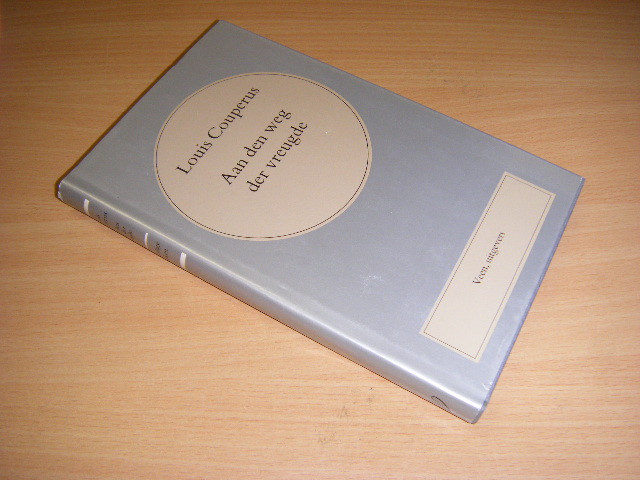 Louis Couperus
Aan den weg
der vreugde
Veen, uitgevers